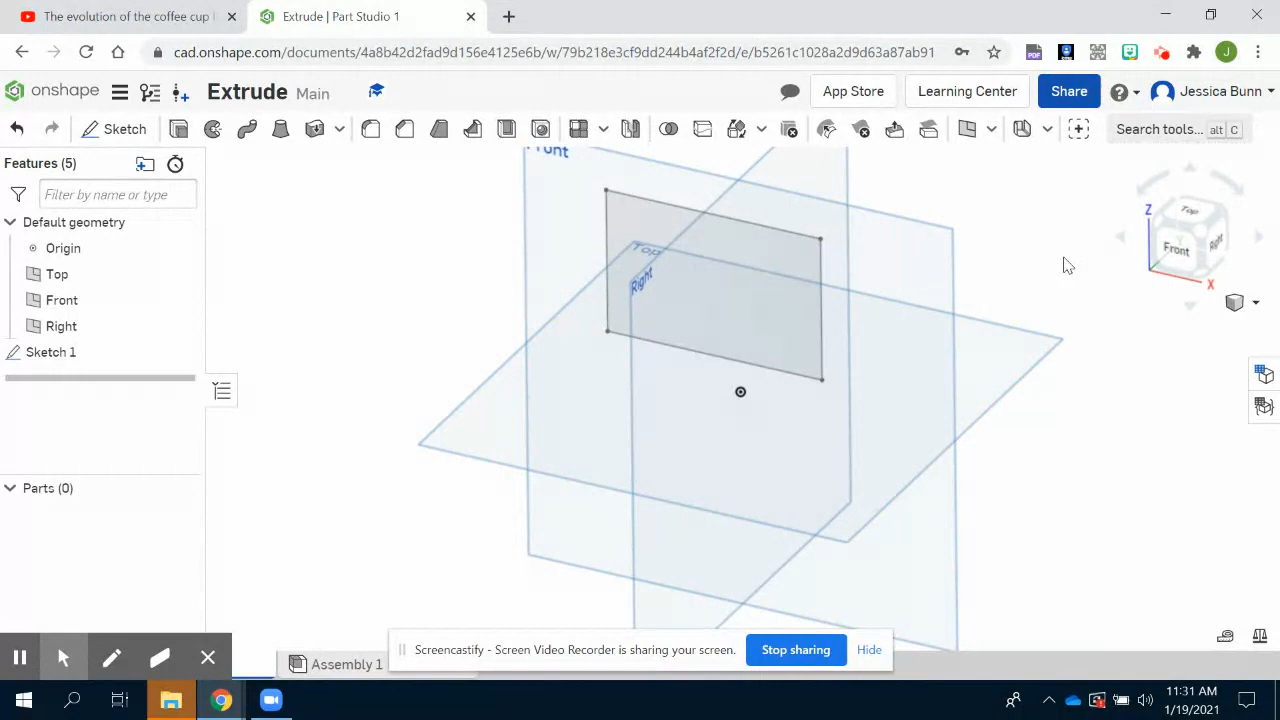 The evolution of the coffee cup
Extrude | Part Studio 1
cad.onshape.com/documents/4a8b42d2fad9d156e4125e6b/w/79b218e3cf9dd244b4af2f2d/e/b5261c1028a2d9d63a87ab91
PDF
J
onshape
Extrude Main
App Store
Learning Center
Share
Jessica Bunn
Sketch
Search tools... alt C
Features (5)
Filter by name or type
Default geometry
Origin
Top
Front
Right
Sketch 1
Parts (0)
Front
Top
Right
Z
Top
Y
Front
Right
X
Assembly 1
Screencastify - Screen Video Recorder is sharing your screen.
Stop sharing
Hide
11:31 AM
1/19/2021